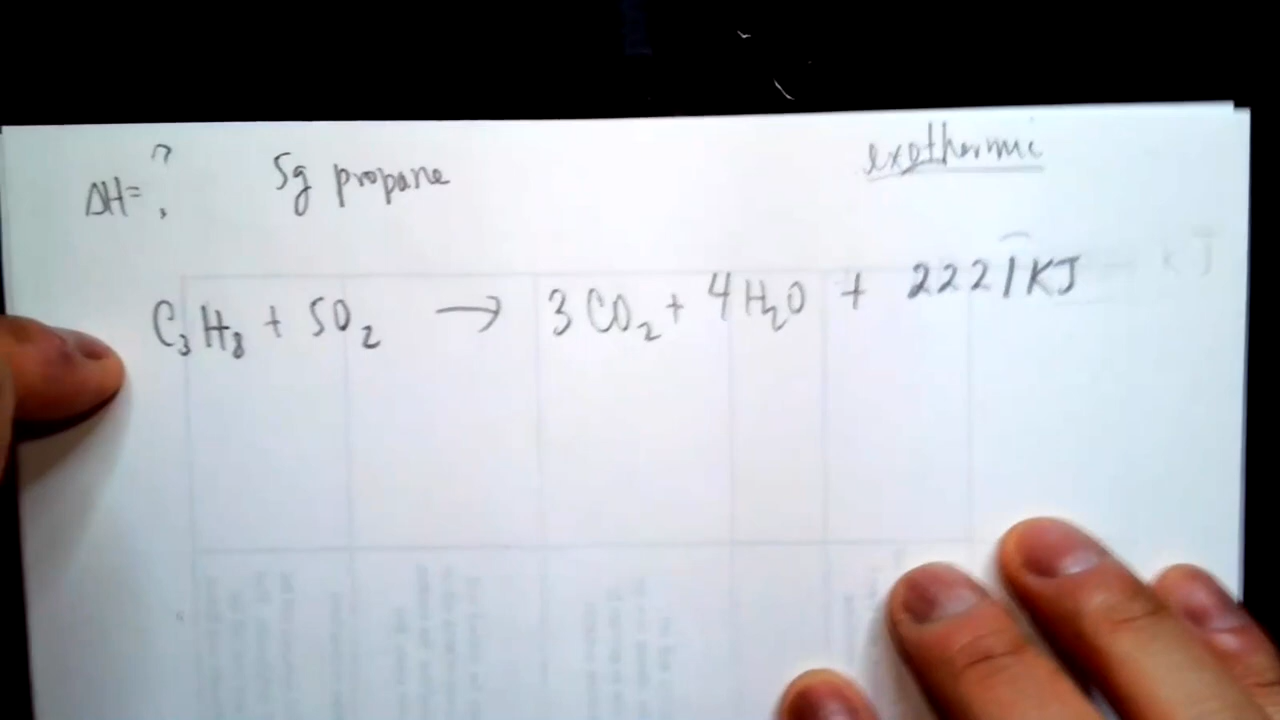 ΔH= ? 5g propane exothermic
C₃H₈ + 5O₂ → 3CO₂ + 4H₂O + 2221KJ